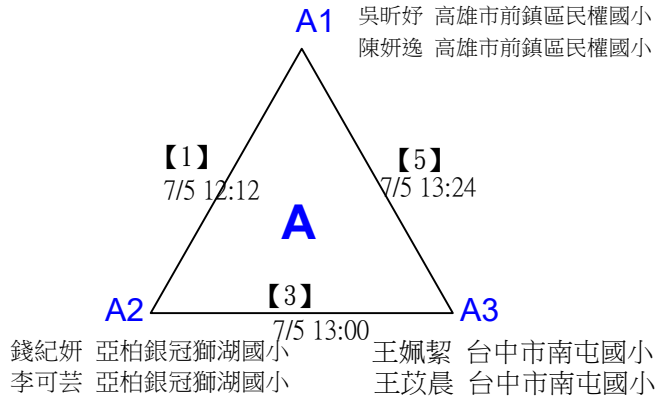 A1
吳昕妤 高雄市前鎮區民權國小
陳妍逸 高雄市前鎮區民權國小
【1】
7/5 12:12
【5】
7/5 13:24
A
A2
【3】
7/5 13:00
A3
錢紀妍 亞柏銀冠獅湖國小
李可芸 亞柏銀冠獅湖國小
王姵絜 台中市南屯國小
王苡晨 台中市南屯國小